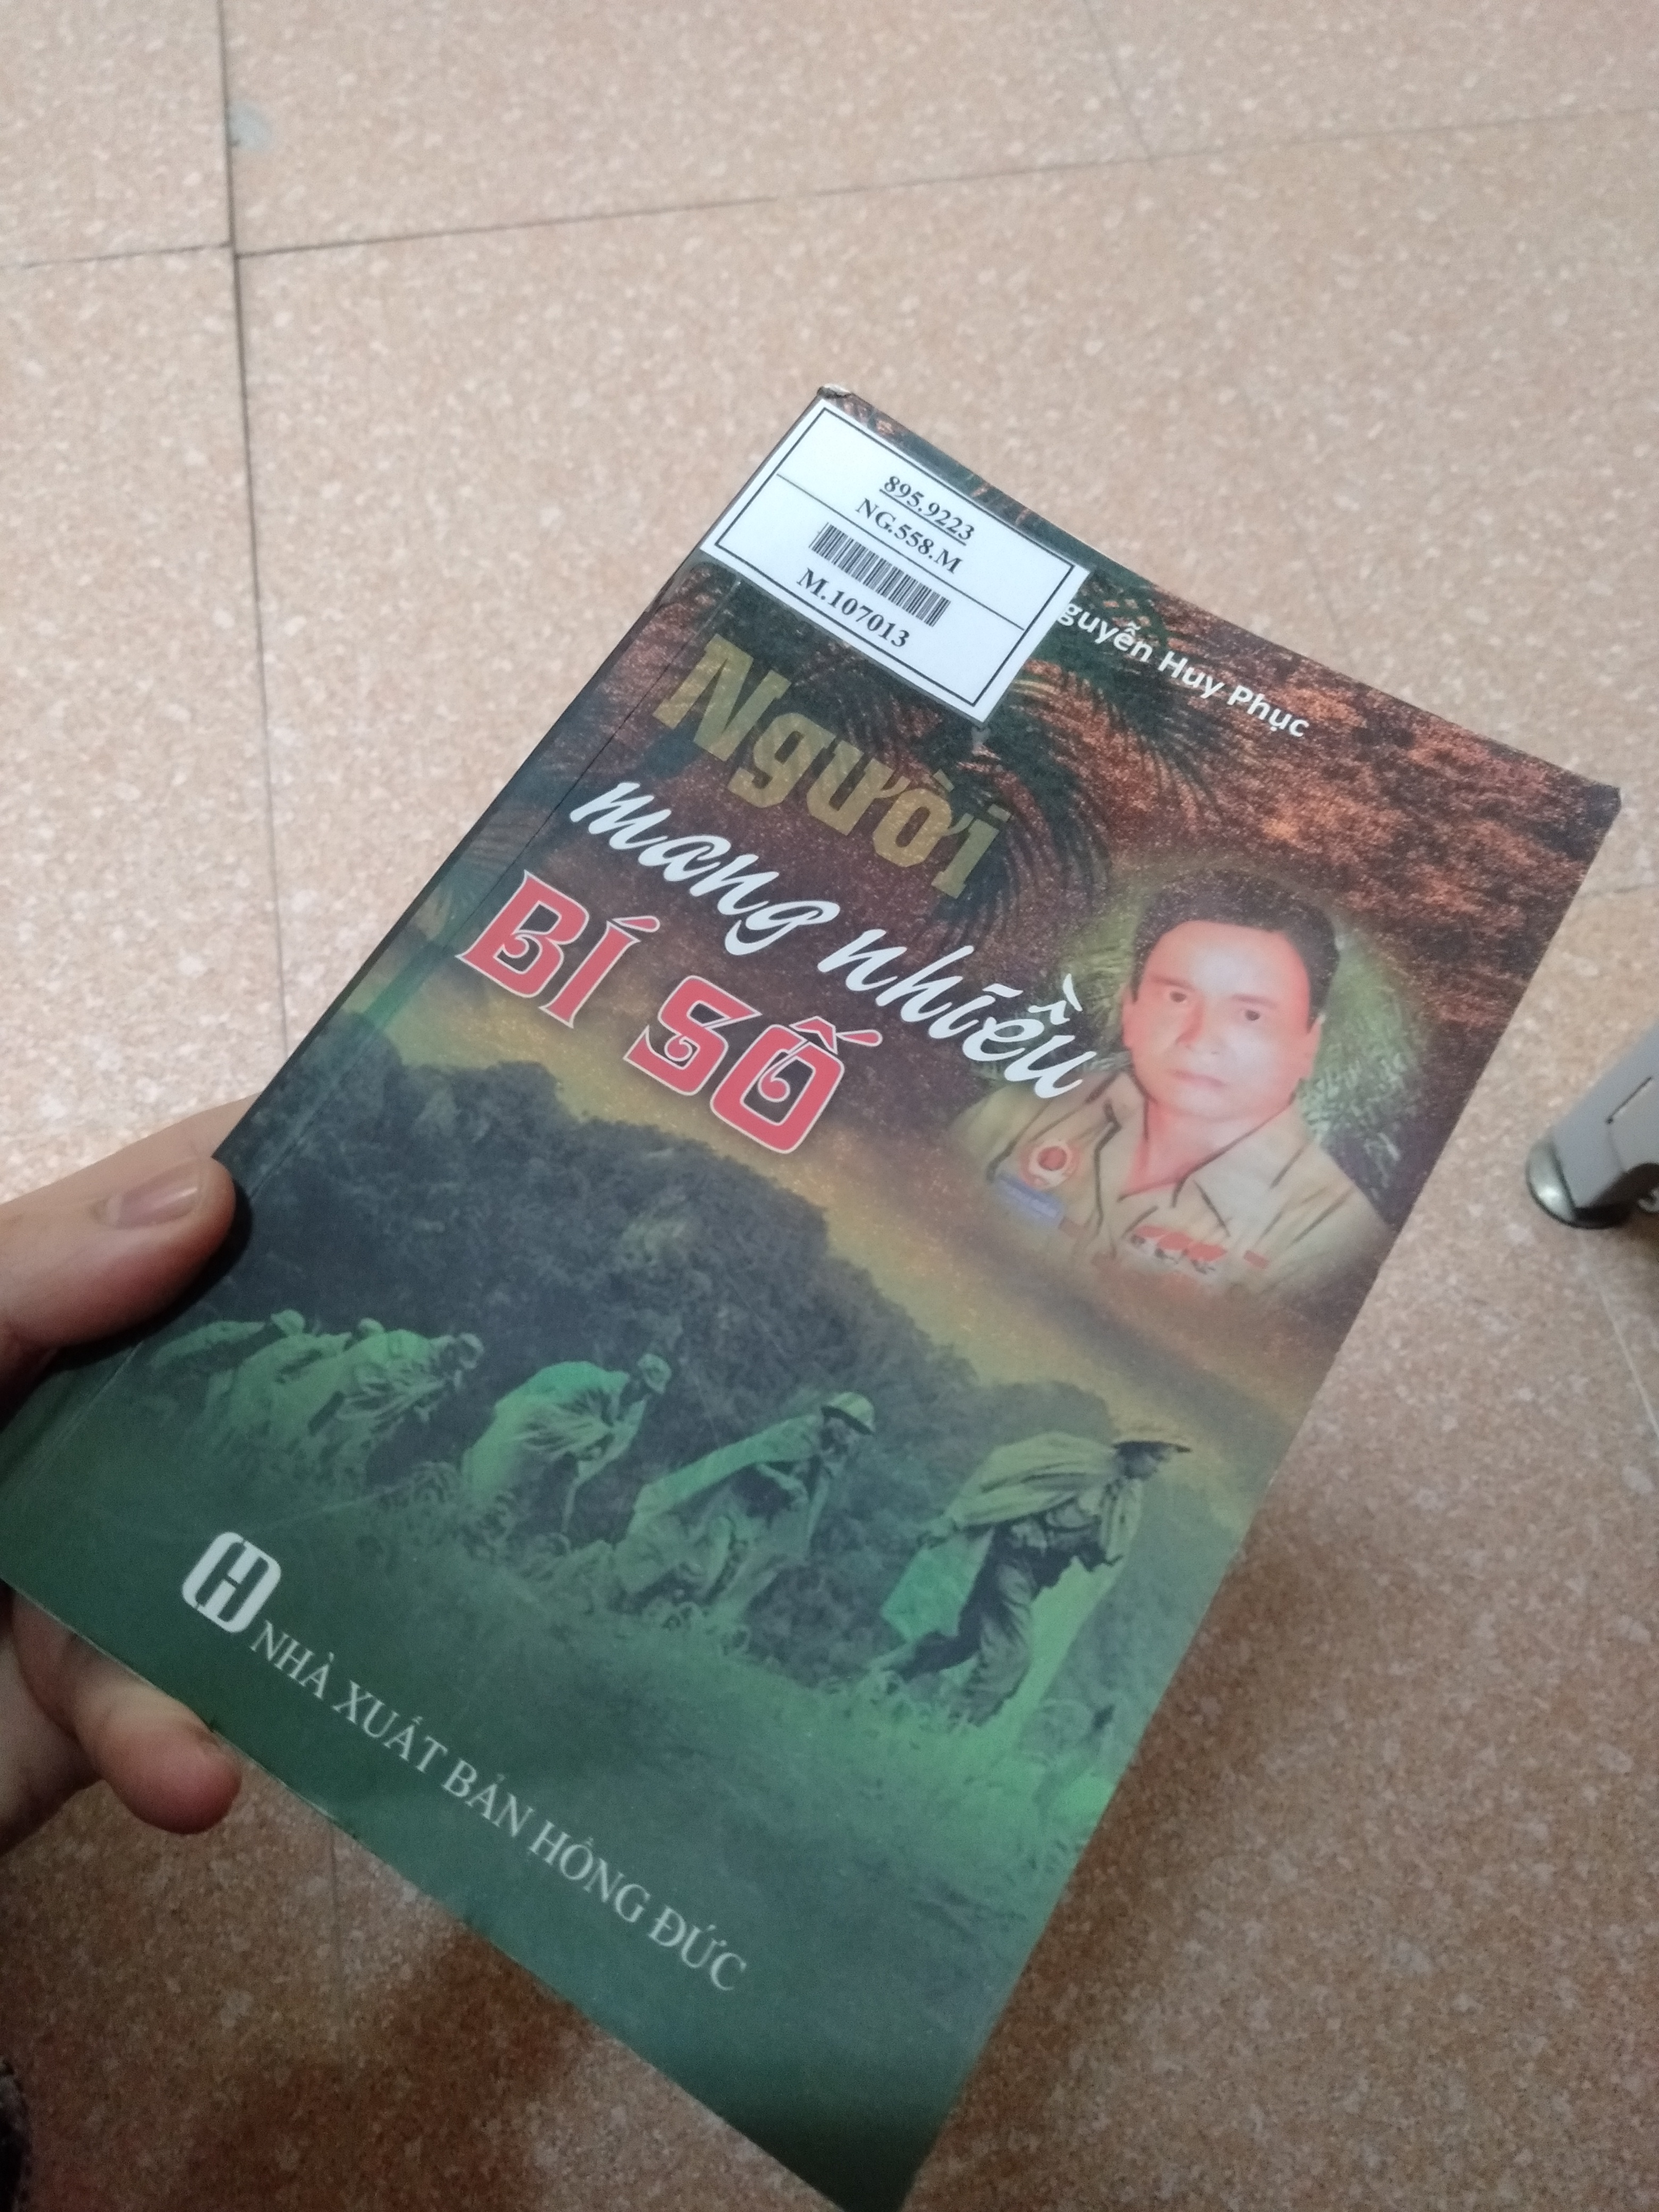 895.9223
NG.558.M
M.107013
guyễn Huy Phục
Người
mang nhiều
BÍ SỐ
NHÀ XUẤT BẢN HỒNG ĐỨC